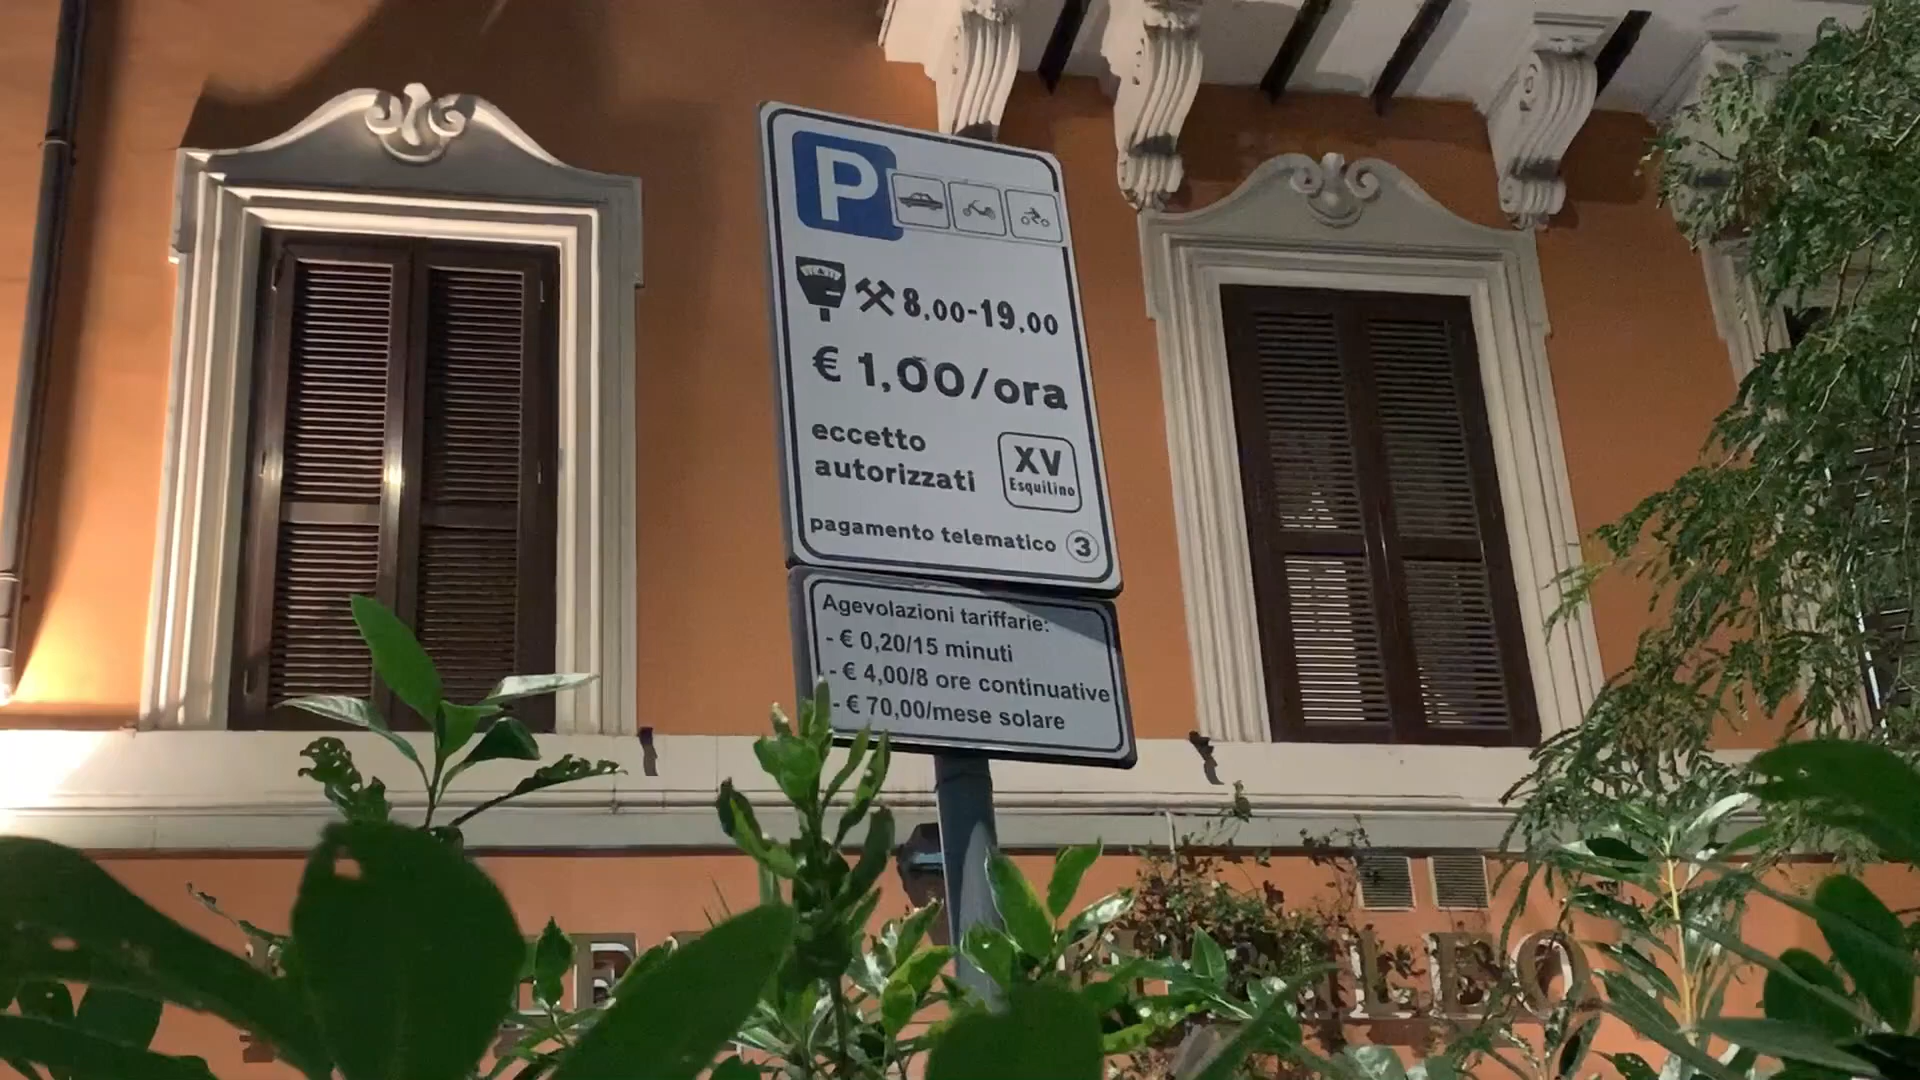 P
8.00-19.00
€ 1,00/ora
eccetto
autorizzati
XV
Esquilino
pagamento telematico 3
Agevolazioni tariffarie:
- € 0,20/15 minuti
- € 4,00/8 ore continuative
- € 70,00/mese solare